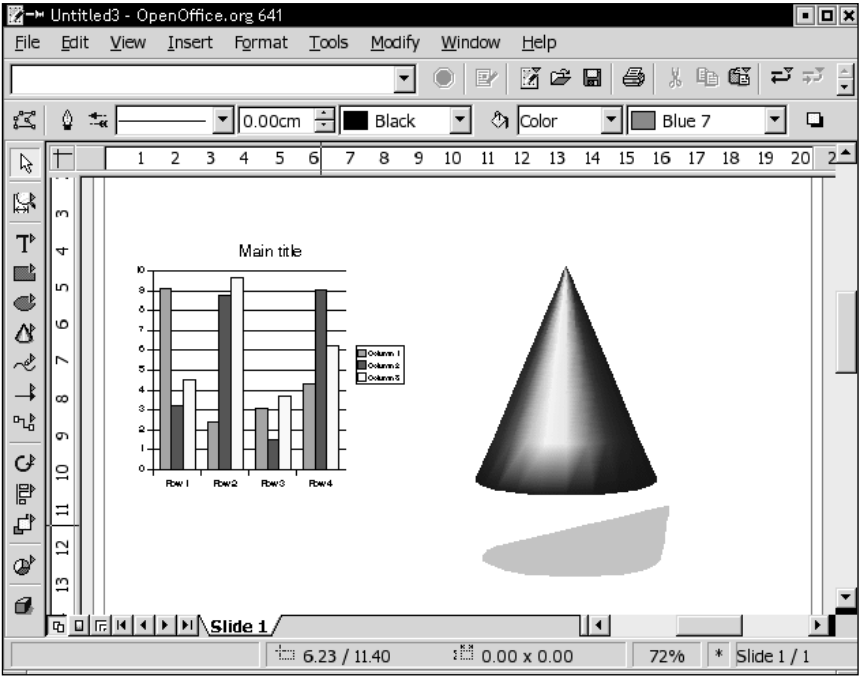 Untitled3 - OpenOffice.org 641
File Edit View Insert Format Tools Modify Window Help
0.00cm Black Color Blue 7
1 2 3 4 5 6 7 8 9 10 11 12 13 14 15 16 17 18 19 20 2
3
4
5
6
7
8
9
10
11
12
13
Main title
10
9
8
7
6
5
4
3
2
1
0
Row 1 Row 2 Row 3 Row 4
Column 1
Column 2
Column 3
Slide 1
6.23 / 11.40 0.00 x 0.00 72% * Slide 1 / 1